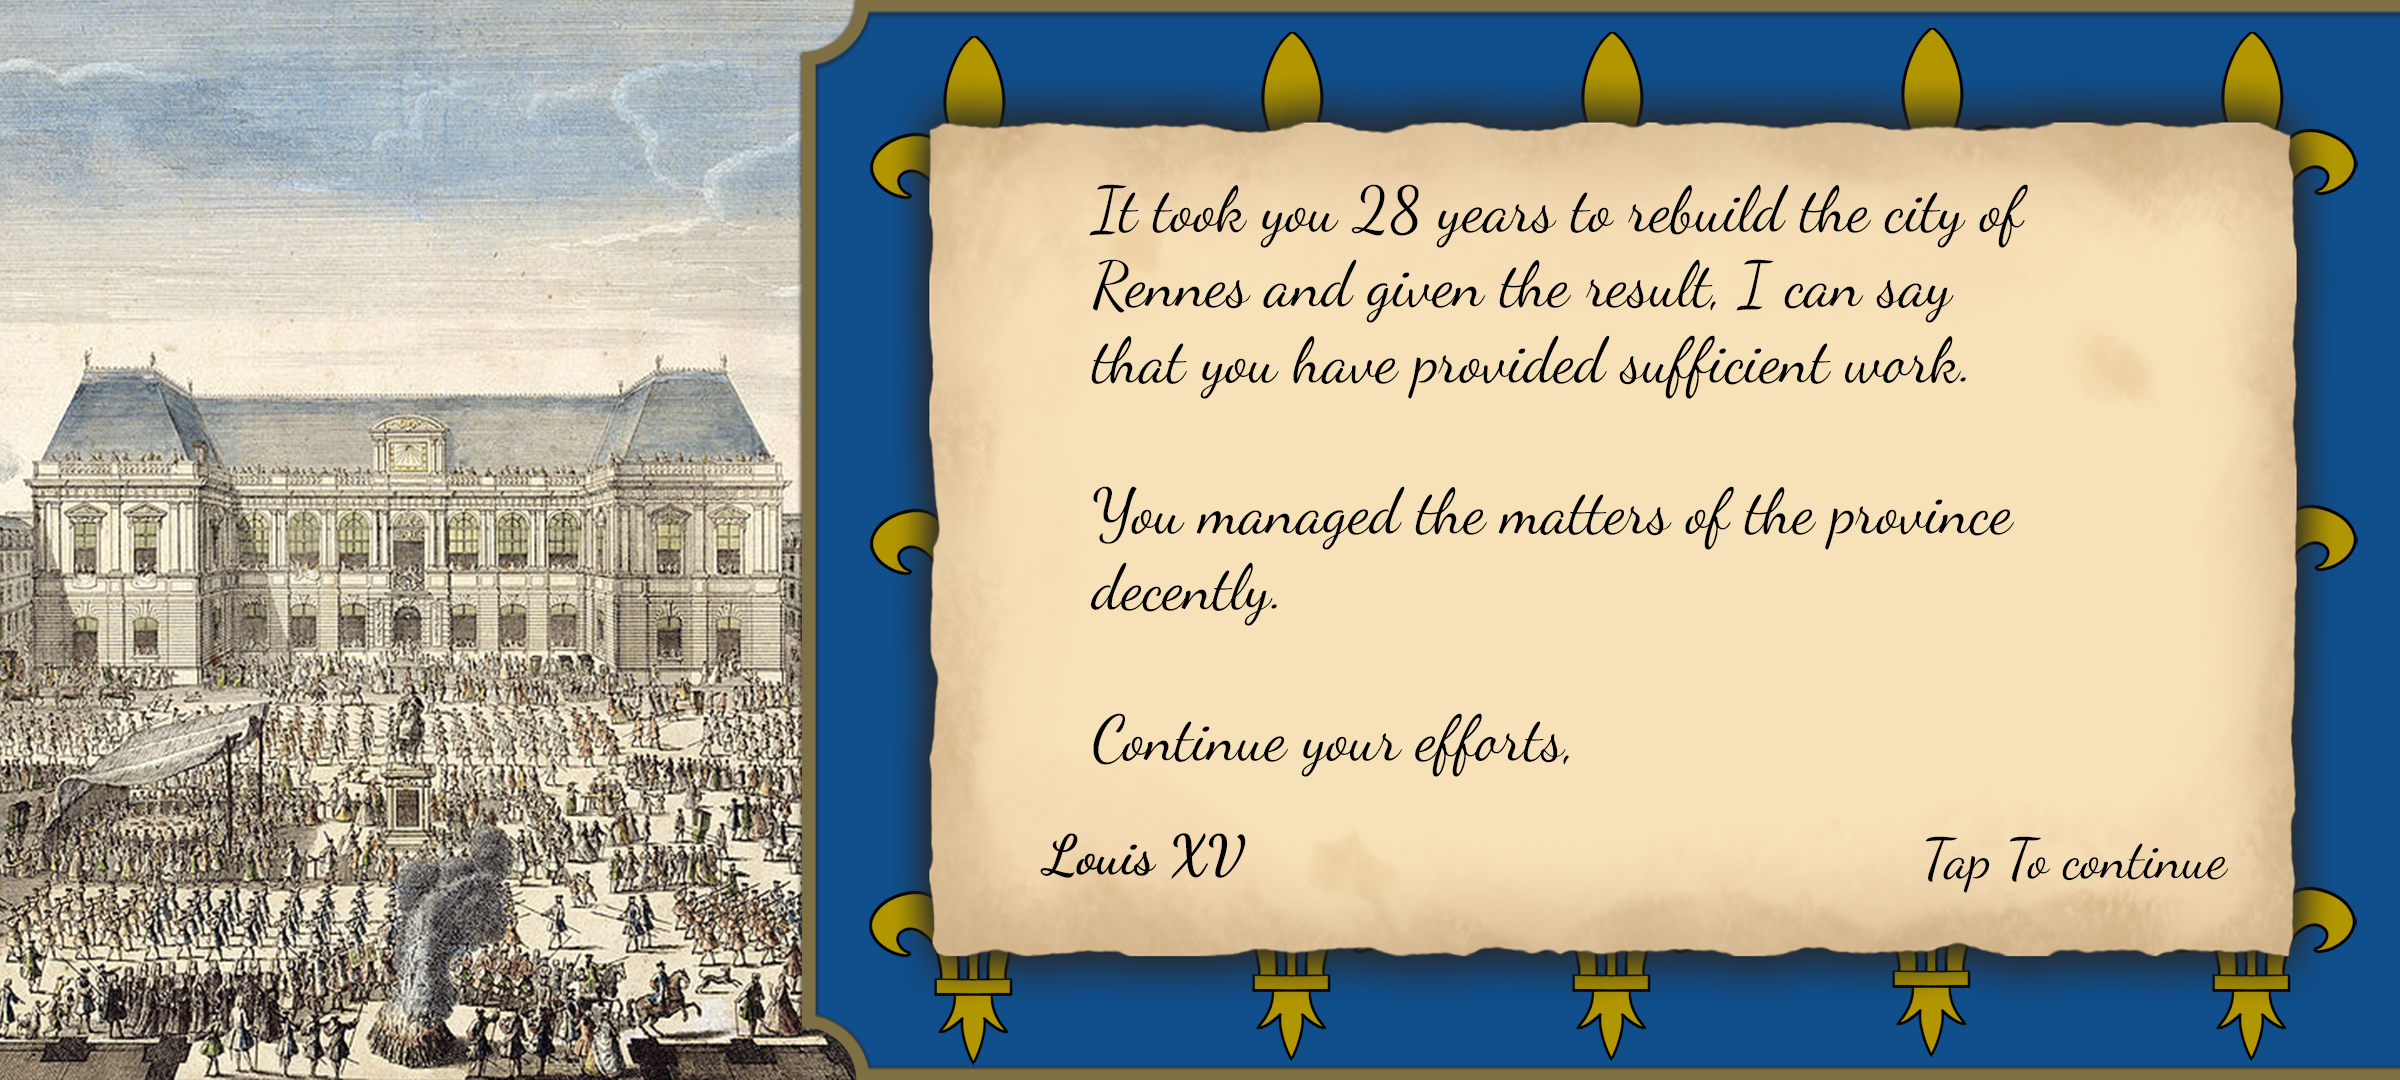 It took you 28 years to rebuild the city of
Rennes and given the result, I can say
that you have provided sufficient work.
You managed the matters of the province
decently.
Continue your efforts,
Louis XV
Tap To continue